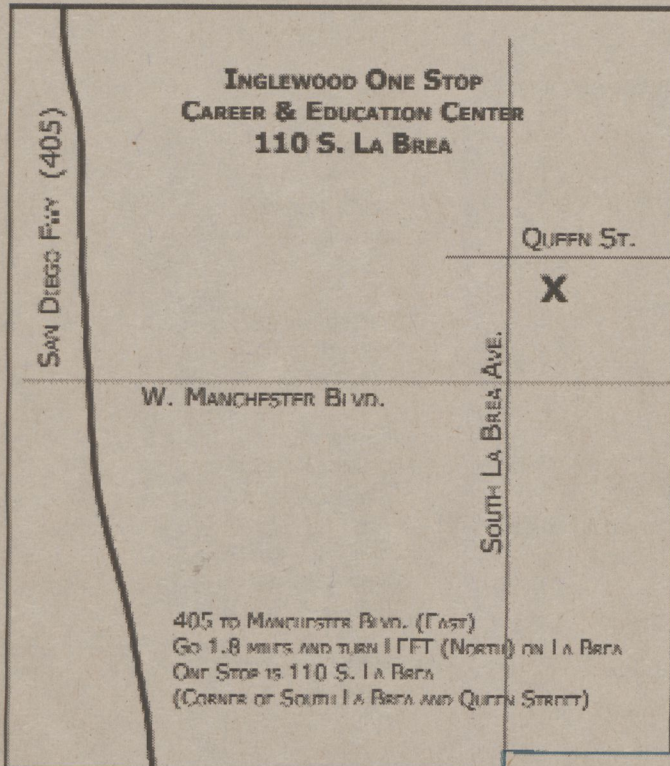 INGLEWOOD ONE STOP
CAREER & EDUCATION CENTER
110 S. LA BREA
SAN DIEGO FWY (405)
QUEEN ST.
X
W. MANCHESTER BLVD.
SOUTH LA BREA AVE.
405 TO MANCHESTER BLVD. (EAST)
GO 1.8 MILES AND TURN LEFT (NORTH) ON LA BREA
ONE STOP IS 110 S. LA BREA
(CORNER OF SOUTH LA BREA AND QUEEN STREET)